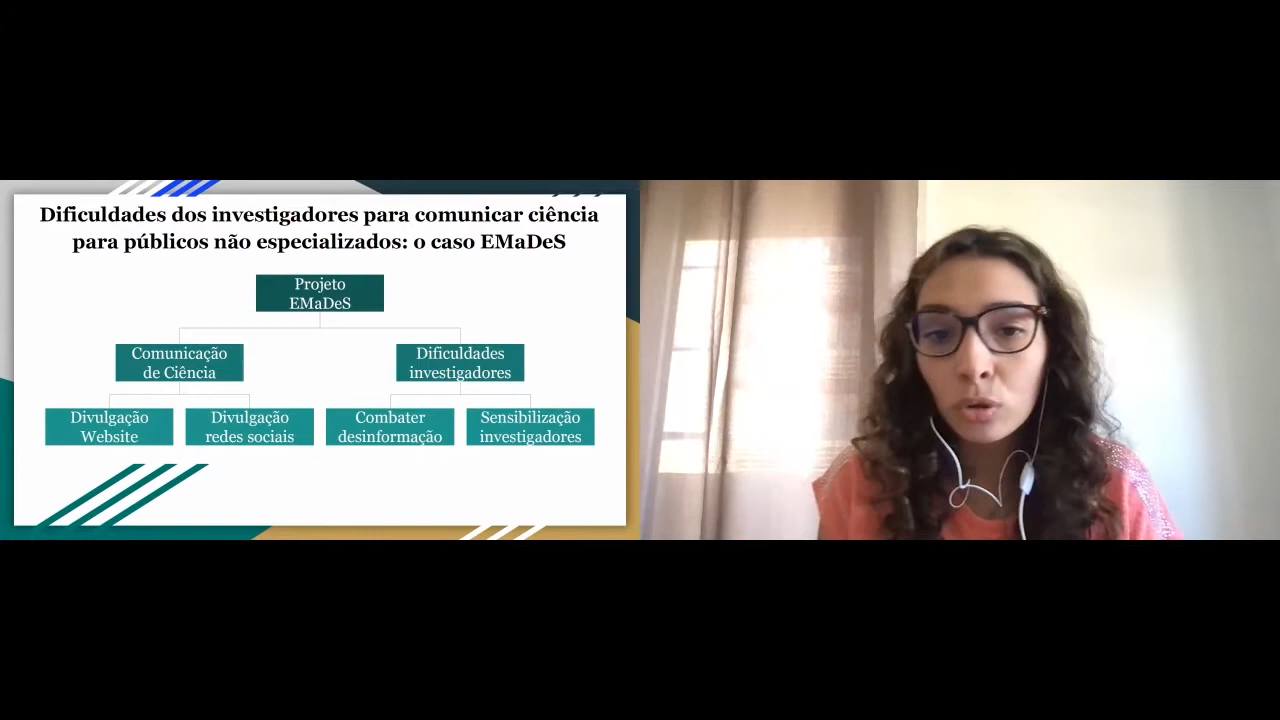 Dificuldades dos investigadores para comunicar ciência
para públicos não especializados: o caso EMaDeS
Projeto
EMaDeS
Comunicação
de Ciência
Dificuldades
investigadores
Divulgação
Website
Divulgação
redes sociais
Combater
desinformação
Sensibilização
investigadores